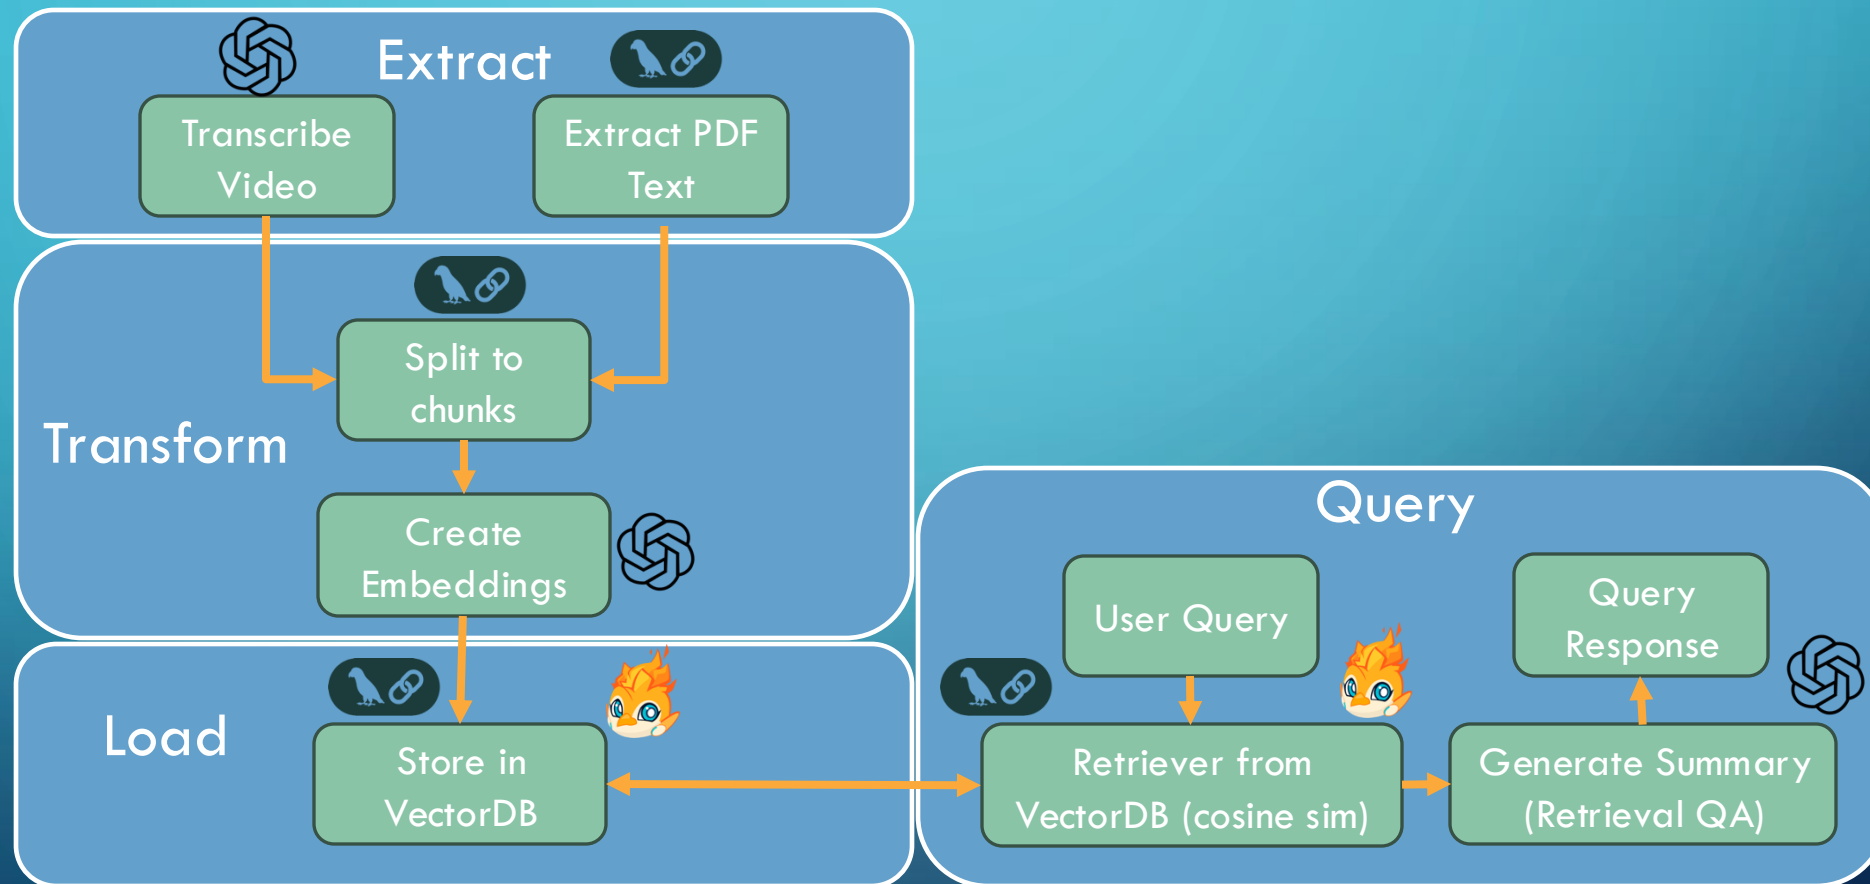 Extract
Transcribe
Video
Extract PDF
Text
Split to
chunks
Transform
Create
Embeddings
Load
Store in
VectorDB
Query
User Query
Query
Response
Retriever from
VectorDB (cosine sim)
Generate Summary
(Retrieval QA)